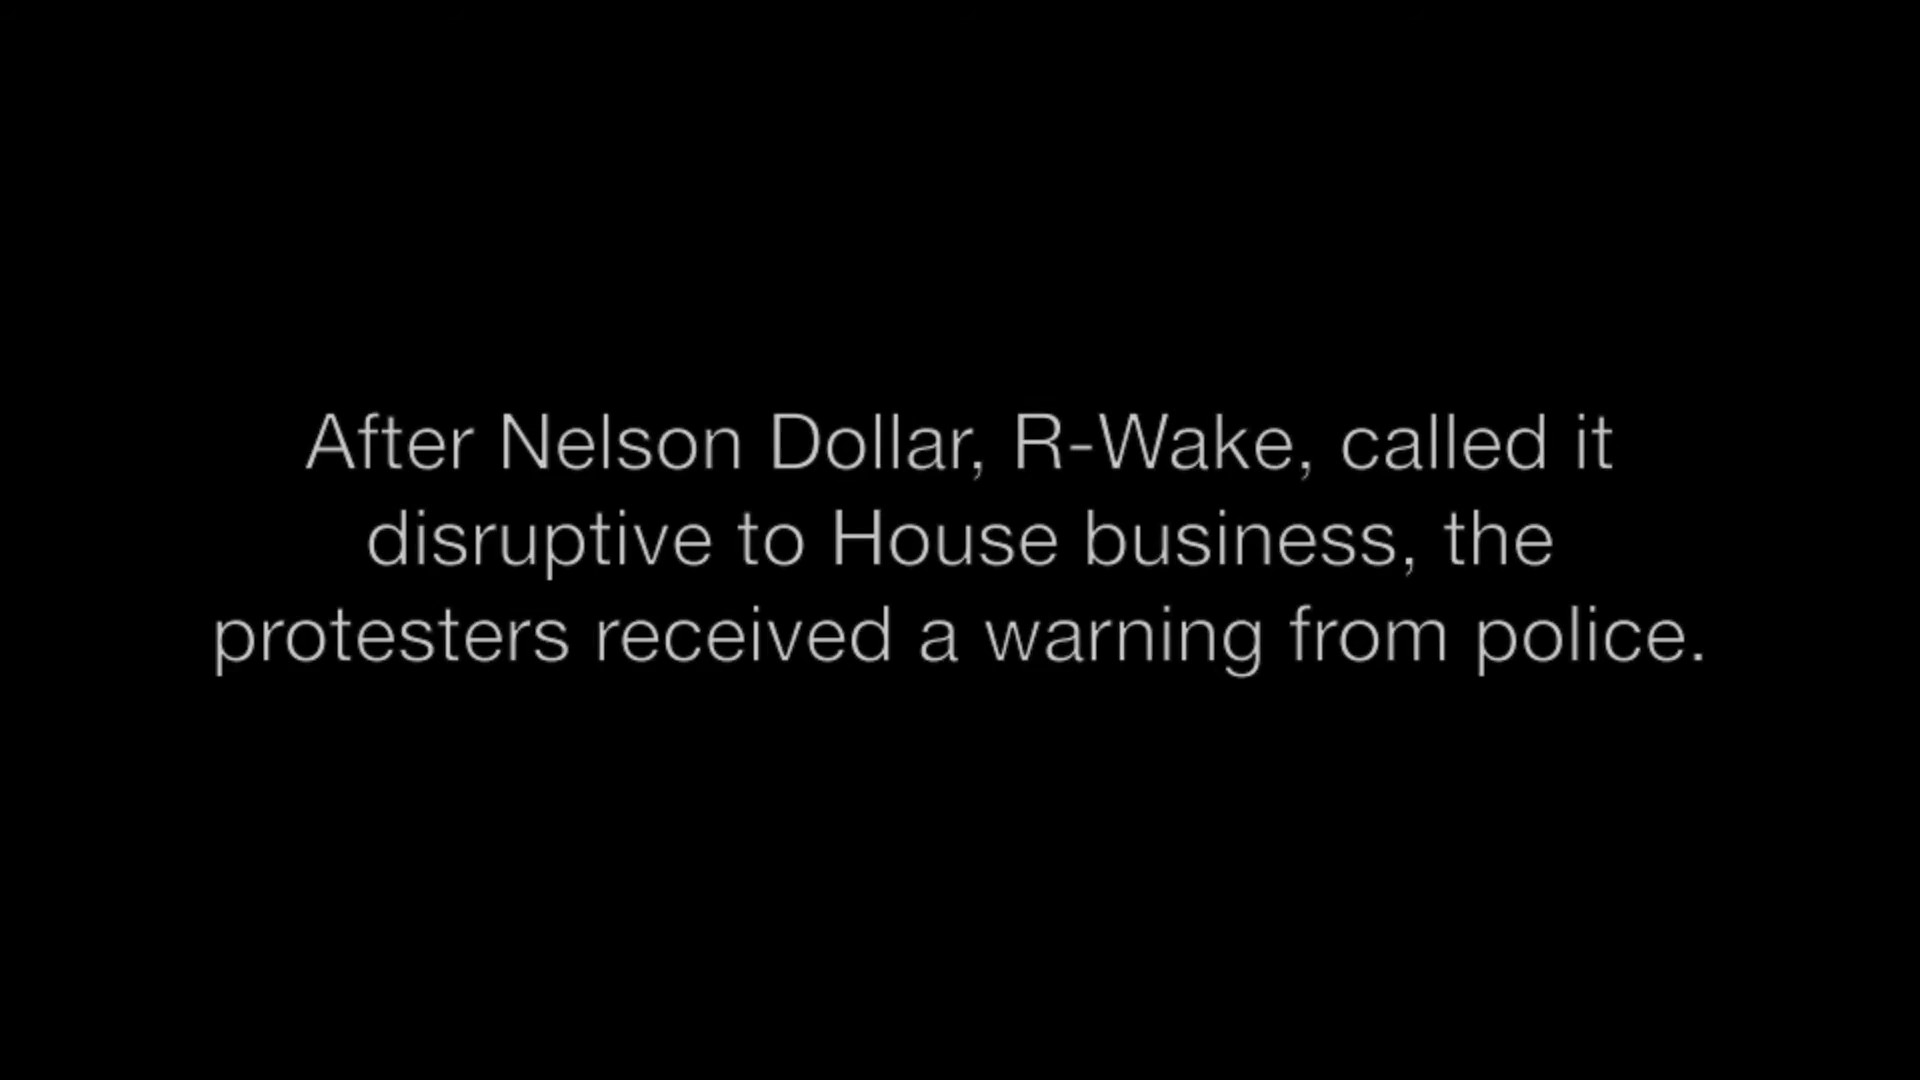 After Nelson Dollar, R-Wake, called it
disruptive to House business, the
protesters received a warning from police.